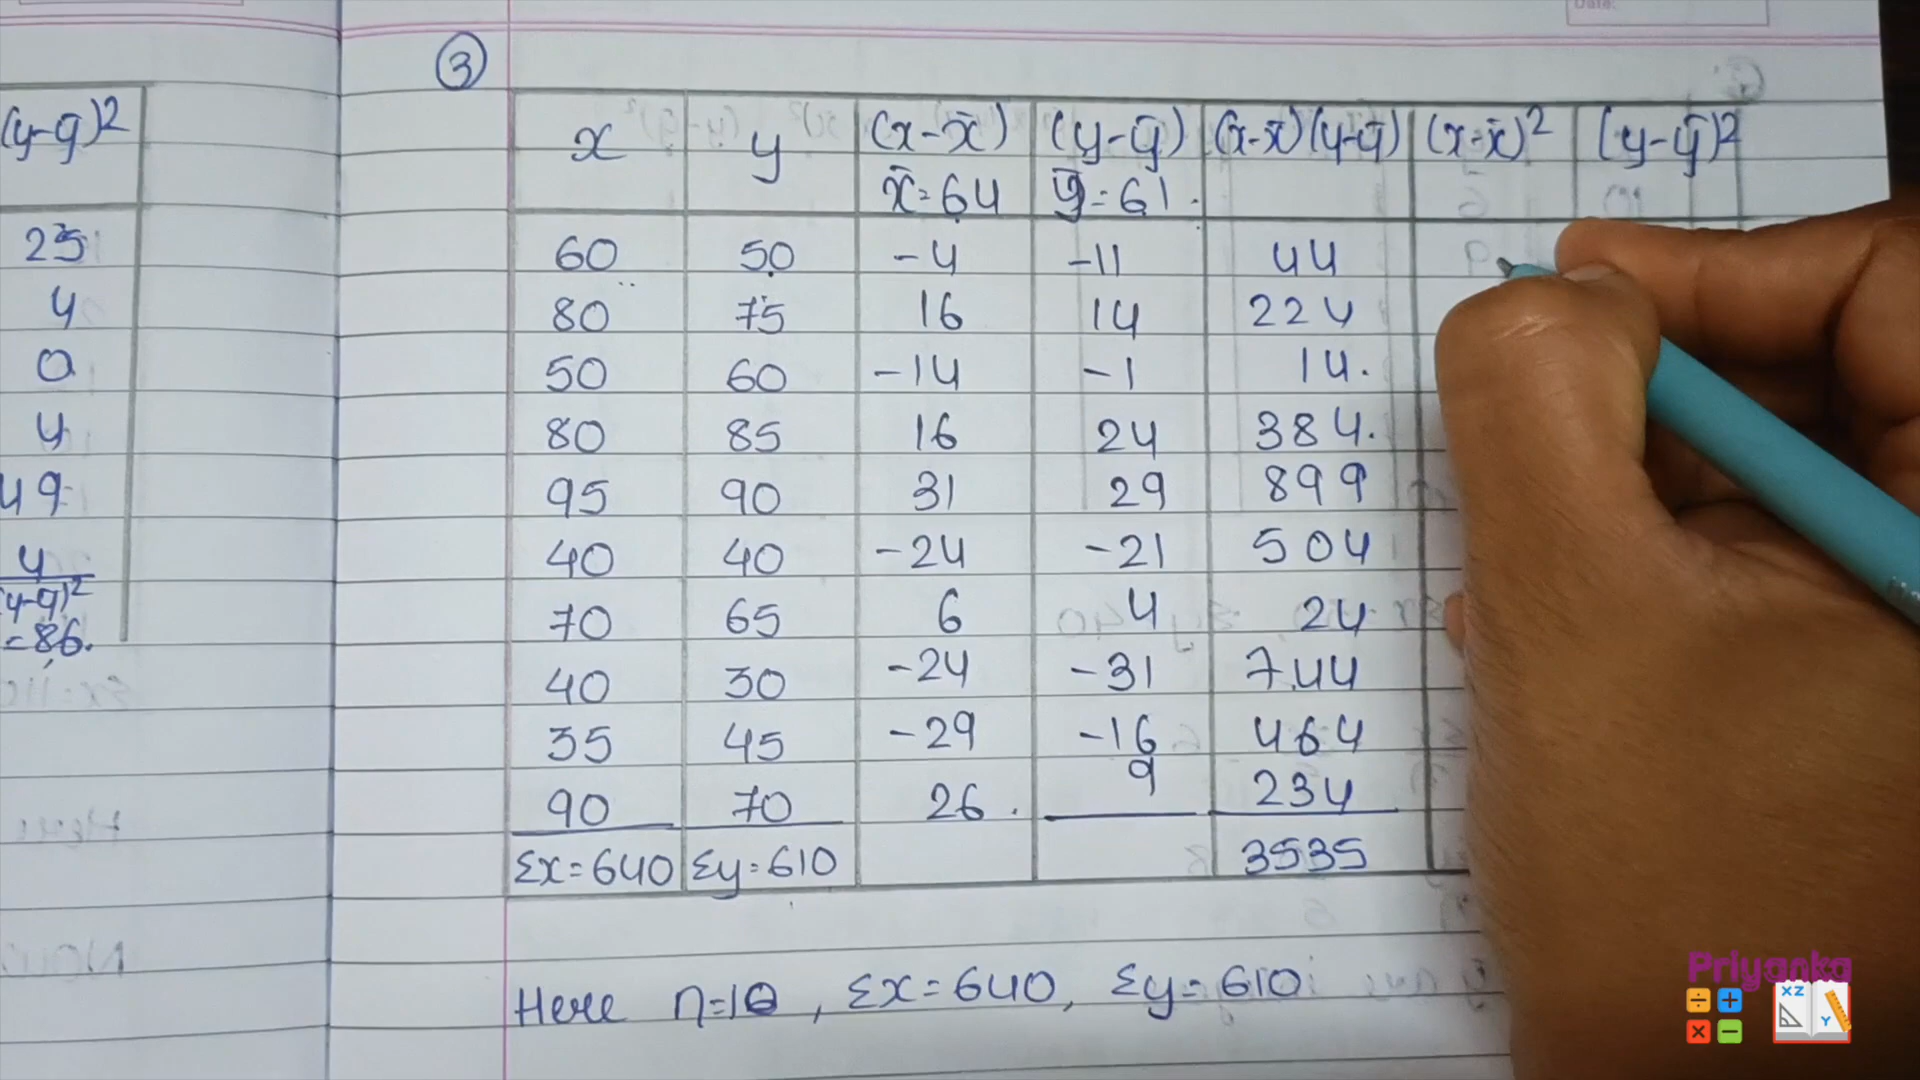 Date:
(y-ȳ)²
25
4
0
4
49
4
(y-ȳ)²
=86.
③
x y (x-x̄) (y-ȳ) (x-x̄)(y-ȳ) (x-x̄)² (y-ȳ)²
x̄=64 ȳ=61.
60 50 -4 -11 44
80 75 16 14 224
50 60 -14 -1 14.
80 85 16 24 384.
95 90 31 29 899
40 40 -24 -21 504
70 65 6 4 24
40 30 -24 -31 744
35 45 -29 -16 464
90 70 26. 9 234
Σx=640 Σy=610 3535
Here n=10, Σx=640, Σy=610
Priyanka
XZ
Y